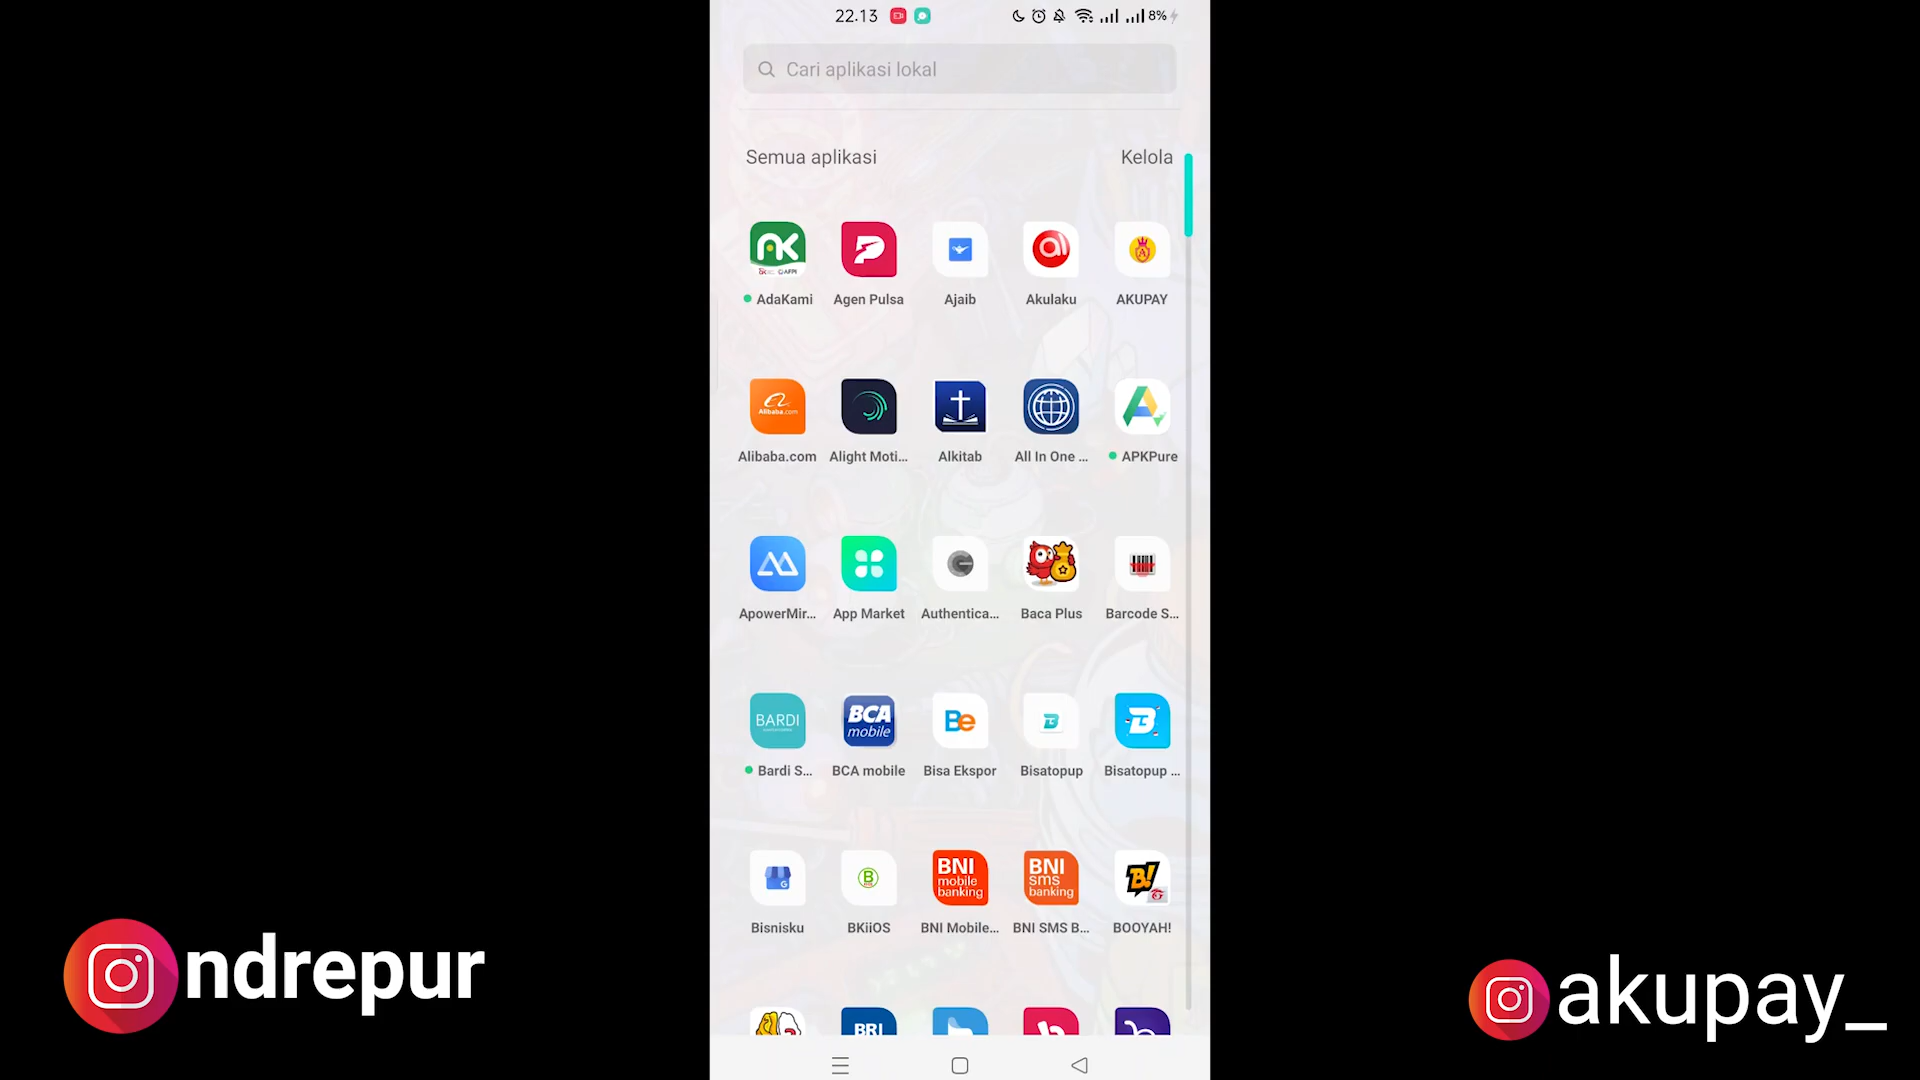 22.13
8%
Cari aplikasi lokal
Semua aplikasi
Kelola
AdaKami
Agen Pulsa
Ajaib
Akulaku
AKUPAY
Alibaba.com
Alibaba.com
Alight Moti...
Alkitab
All In One ...
APKPure
ApowerMir...
App Market
Authentica...
Baca Plus
Barcode S...
BARDI
BCA
mobile
Be
Bardi S...
BCA mobile
Bisa Ekspor
Bisatopup
Bisatopup ...
BNI
mobile
banking
BNI
sms
banking
B!
Bisnisku
BKiiOS
BNI Mobile...
BNI SMS B...
BOOYAH!
BRI
ndrepur
akupay_